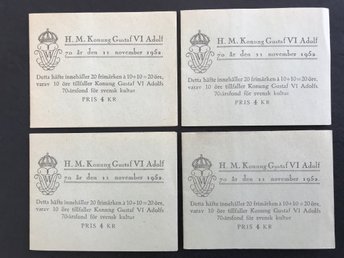 H. M. Konung Gustaf VI Adolf
70 år den 11 november 1952.
Detta häfte innehåller 20 frimärken à 10+10=20 öre,
varav 10 öre tillfaller Konung Gustaf VI Adolfs
70-årsfond för svensk kultur
PRIS 4 KR
H. M. Konung Gustaf VI Adolf
70 år den 11 november 1952.
Detta häfte innehåller 20 frimärken à 10+10=20 öre,
varav 10 öre tillfaller Konung Gustaf VI Adolfs
70-årsfond för svensk kultur
PRIS 4 KR
H. M. Konung Gustaf VI Adolf
70 år den 11 november 1952.
Detta häfte innehåller 20 frimärken à 10+10=20 öre,
varav 10 öre tillfaller Konung Gustaf VI Adolfs
70-årsfond för svensk kultur
PRIS 4 KR
H. M. Konung Gustaf VI Adolf
70 år den 11 november 1952.
Detta häfte innehåller 20 frimärken à 10+10=20 öre,
varav 10 öre tillfaller Konung Gustaf VI Adolfs
70-årsfond för svensk kultur
PRIS 4 KR